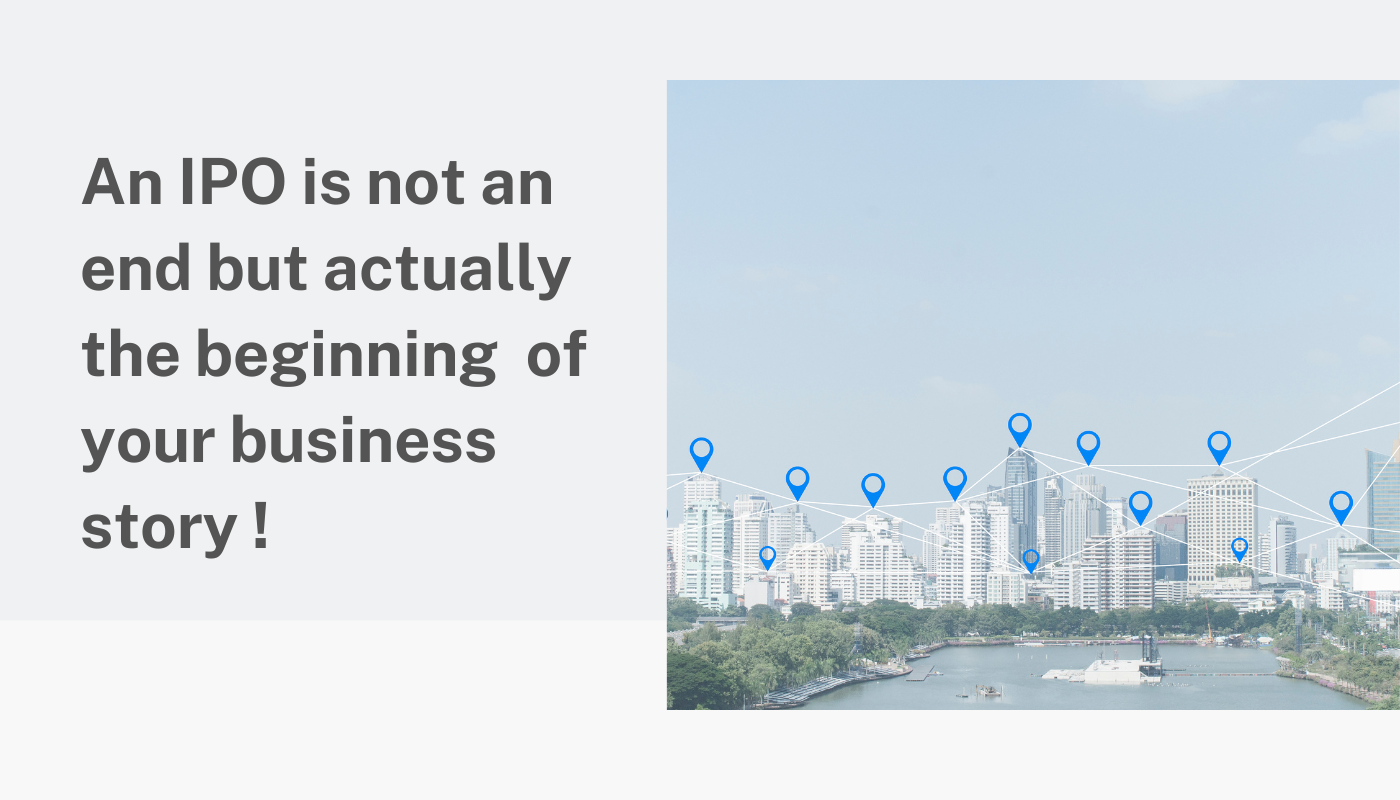 An IPO is not an
end but actually
the beginning  of
your business
story !